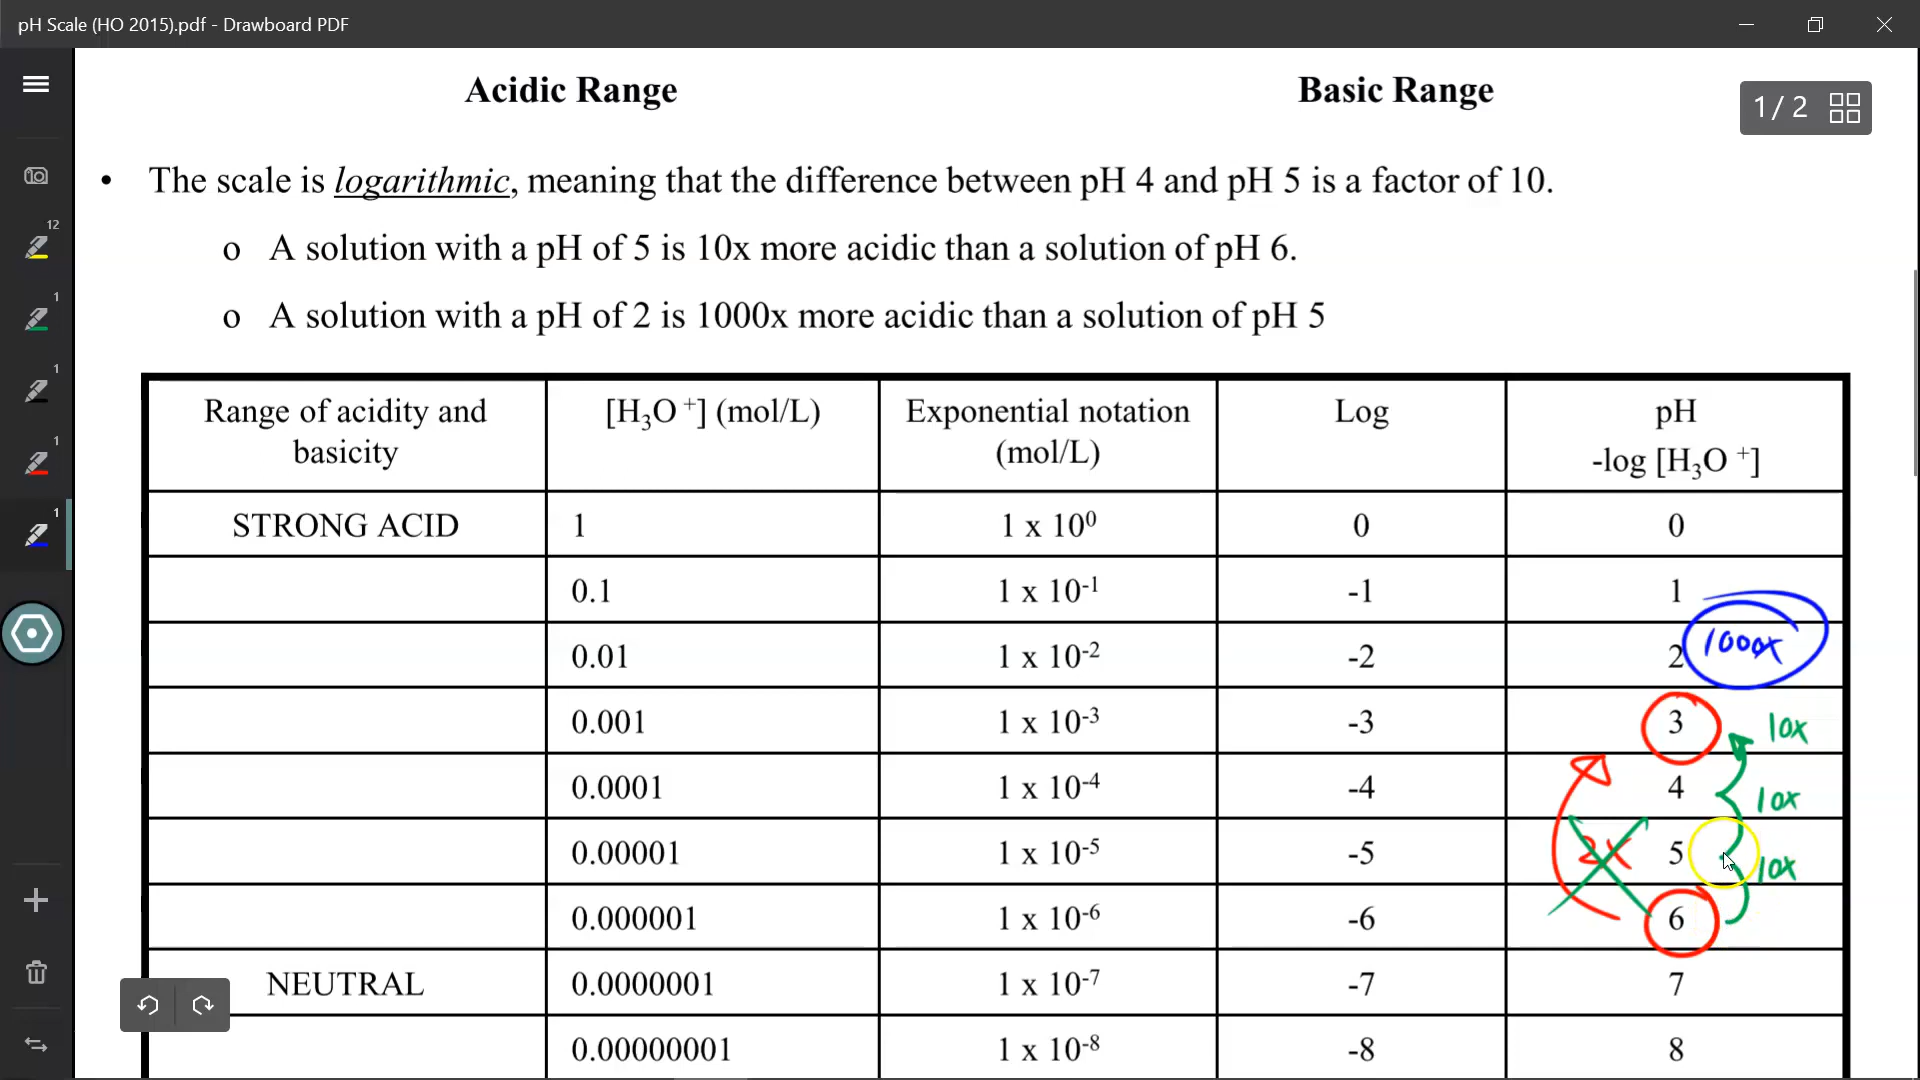 pH Scale (HO 2015).pdf - Drawboard PDF
Acidic Range Basic Range
1 / 2
• The scale is logarithmic, meaning that the difference between pH 4 and pH 5 is a factor of 10.
o A solution with a pH of 5 is 10x more acidic than a solution of pH 6.
o A solution with a pH of 2 is 1000x more acidic than a solution of pH 5
12
1
1
1
1
Range of acidity and basicity [H₃O⁺] (mol/L) Exponential notation (mol/L) Log pH -log [H₃O⁺]
STRONG ACID 1 1 x 10⁰ 0 0
0.1 1 x 10⁻¹ -1 1
0.01 1 x 10⁻² -2 2 1000x
0.001 1 x 10⁻³ -3 3 10x
0.0001 1 x 10⁻⁴ -4 4 10x
0.00001 1 x 10⁻⁵ -5 5 10x
0.000001 1 x 10⁻⁶ -6 6
NEUTRAL 0.0000001 1 x 10⁻⁷ -7 7
0.00000001 1 x 10⁻⁸ -8 8